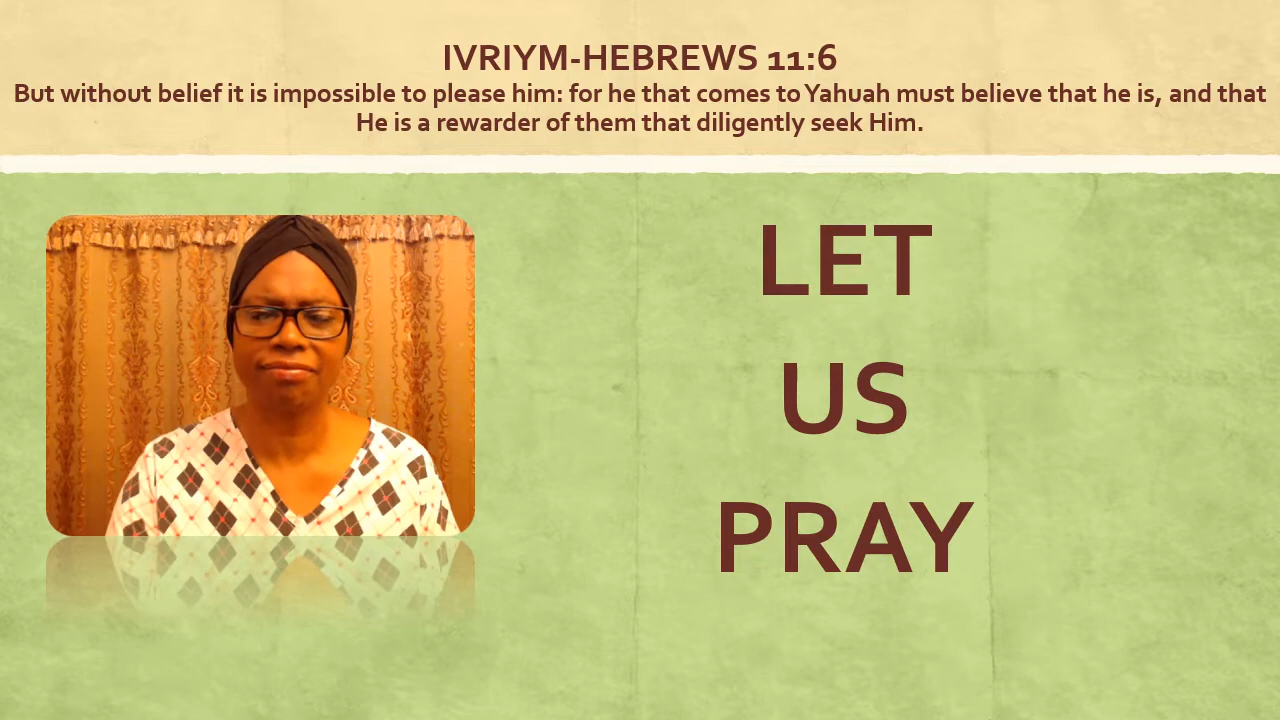 IVRIYM-HEBREWS 11:6
But without belief it is impossible to please him: for he that comes to Yahuah must believe that he is, and that
He is a rewarder of them that diligently seek Him.
LET
US
PRAY